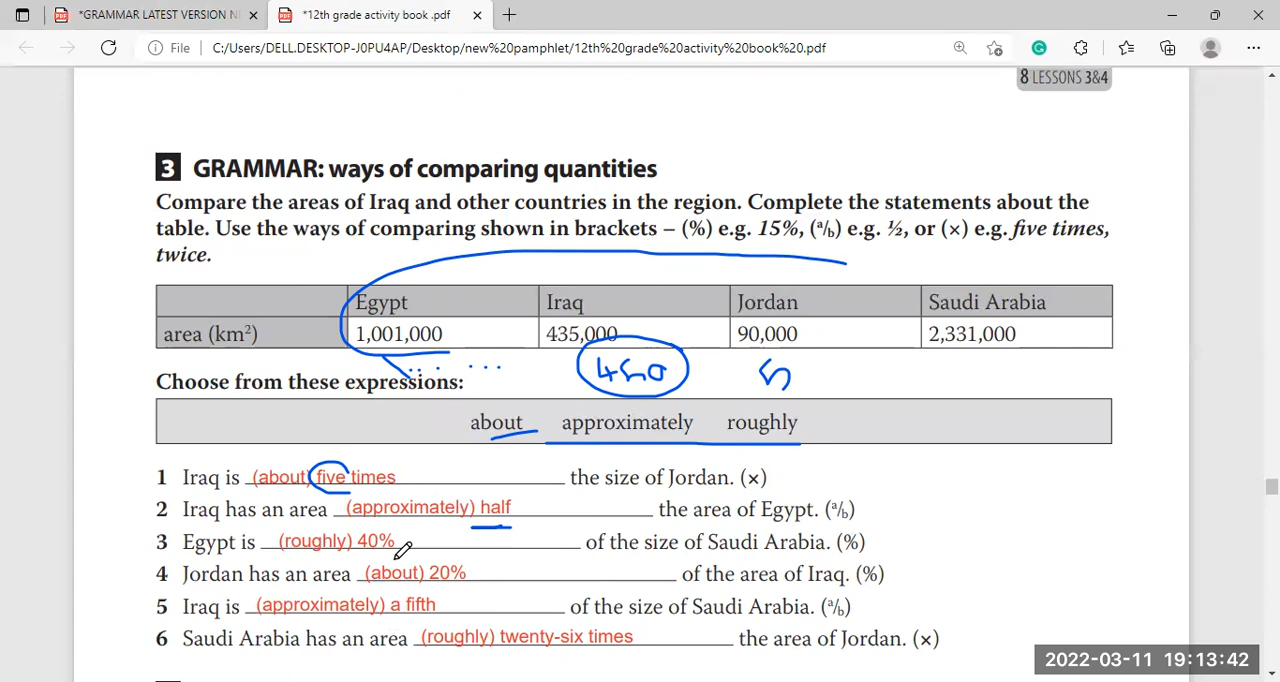 *GRAMMAR LATEST VERSION N
*12th grade activity book .pdf
File | C:/Users/DELL.DESKTOP-J0PU4AP/Desktop/new%20pamphlet/12th%20grade%20activity%20book%20.pdf
8 LESSONS 3&4
3 GRAMMAR: ways of comparing quantities
Compare the areas of Iraq and other countries in the region. Complete the statements about the
table. Use the ways of comparing shown in brackets – (%) e.g. 15%, (a/b) e.g. ½, or (×) e.g. five times,
twice.
Egypt Iraq Jordan Saudi Arabia
area (km²) 1,001,000 435,000 90,000 2,331,000
450 5
Choose from these expressions:
about approximately roughly
1 Iraq is (about) five times the size of Jordan. (×)
2 Iraq has an area (approximately) half the area of Egypt. (a/b)
3 Egypt is (roughly) 40% of the size of Saudi Arabia. (%)
4 Jordan has an area (about) 20% of the area of Iraq. (%)
5 Iraq is (approximately) a fifth of the size of Saudi Arabia. (a/b)
6 Saudi Arabia has an area (roughly) twenty-six times the area of Jordan. (×)
2022-03-11 19:13:42